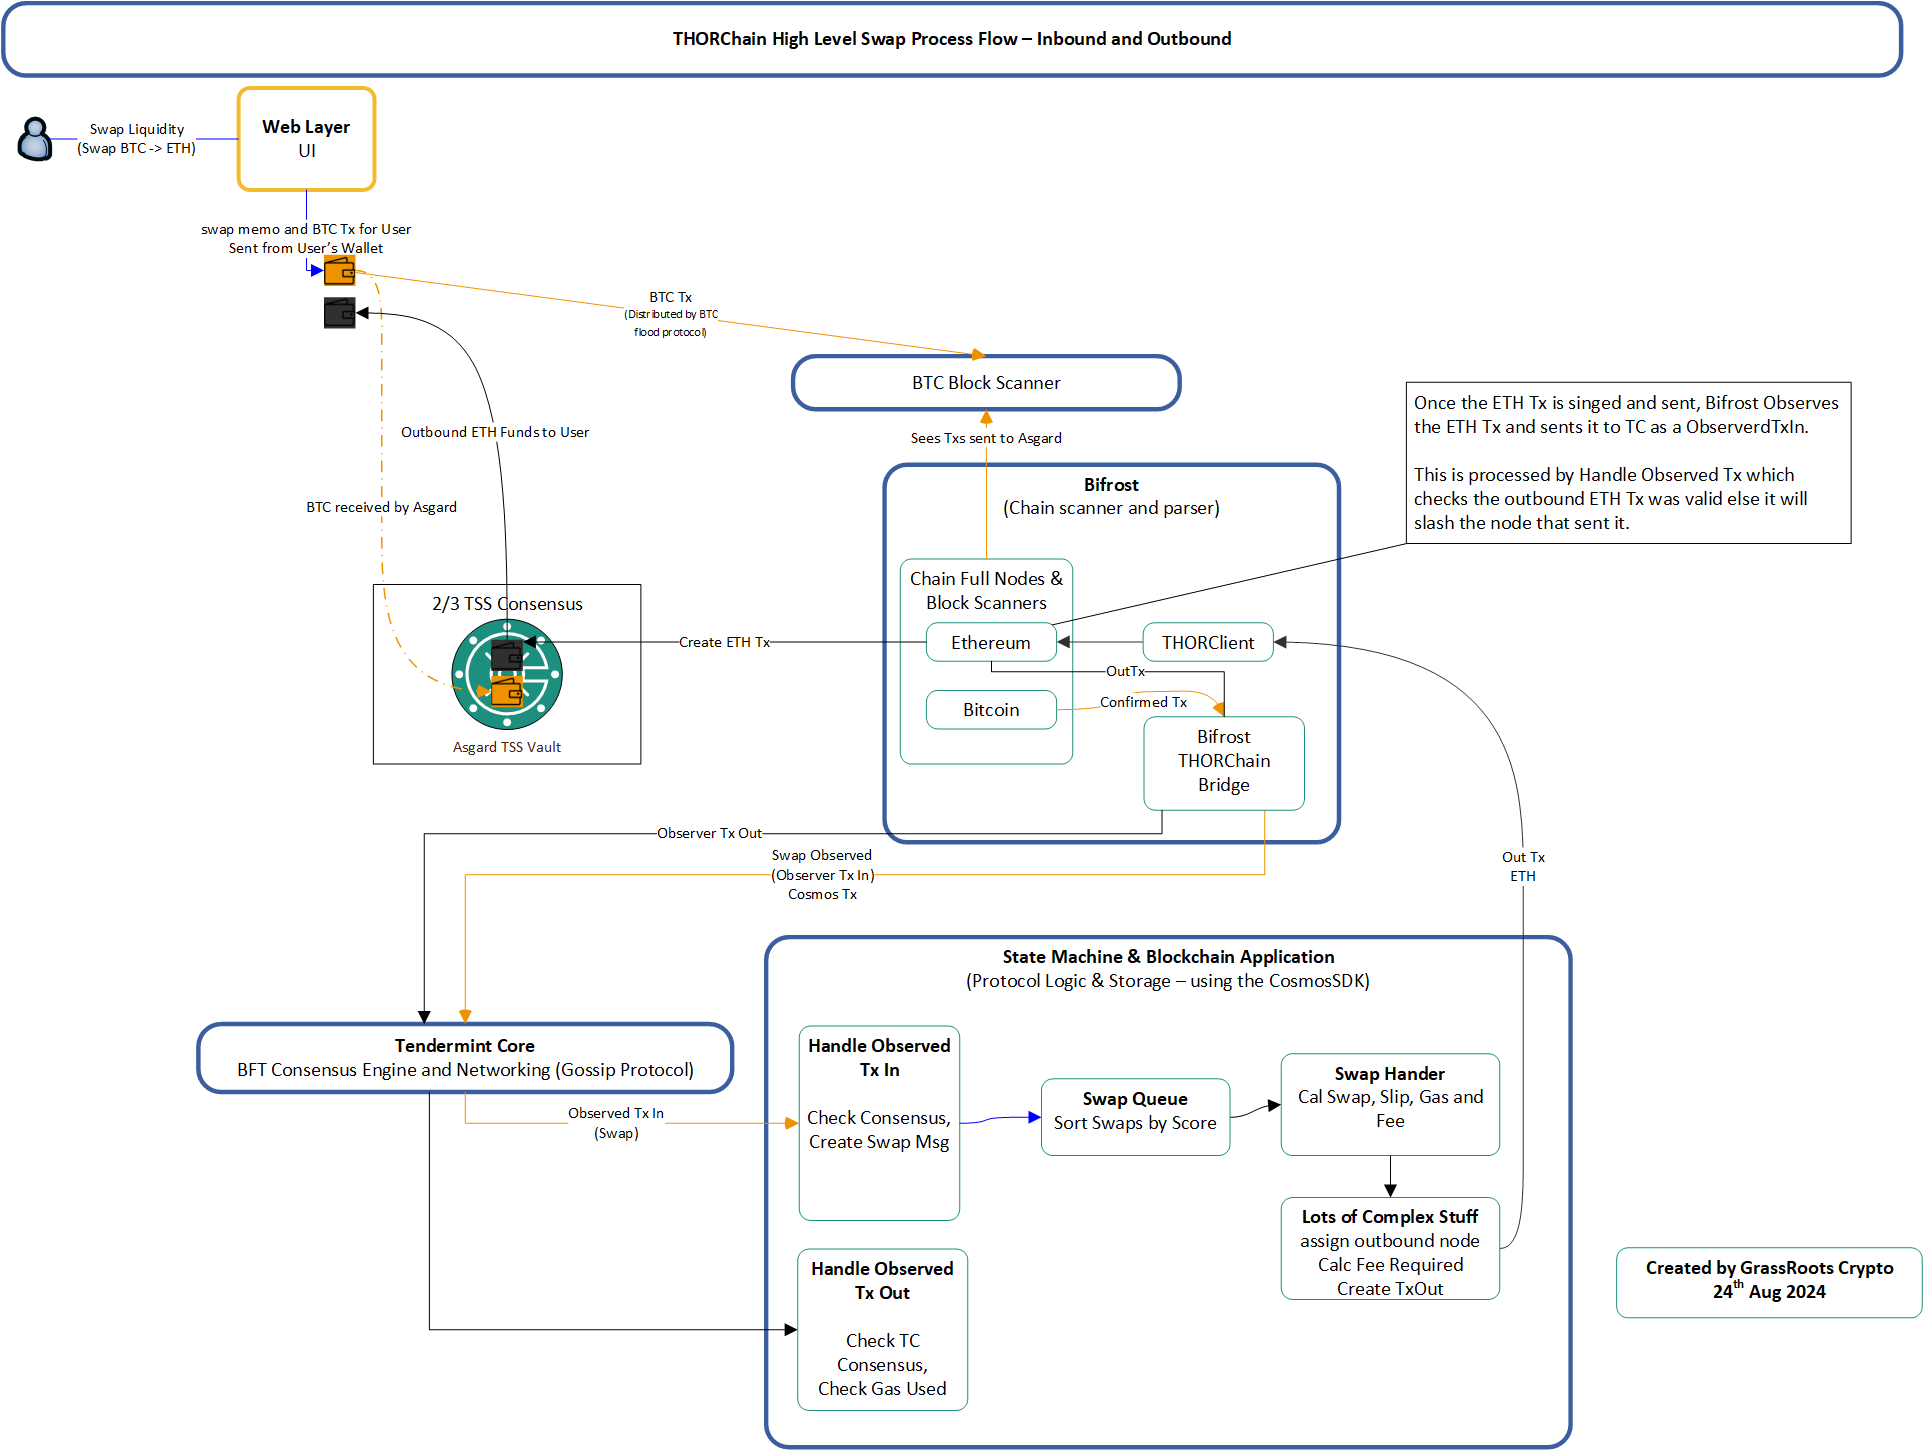 THORChain High Level Swap Process Flow – Inbound and Outbound
Swap Liquidity
(Swap BTC -> ETH)
Web Layer
UI
swap memo and BTC Tx for User
Sent from User's Wallet
BTC Tx
(Distributed by BTC
flood protocol)
BTC Block Scanner
Sees Txs sent to Asgard
Outbound ETH Funds to User
BTC received by Asgard
Once the ETH Tx is singed and sent, Bifrost Observes
the ETH Tx and sents it to TC as a ObserverdTxIn.
This is processed by Handle Observed Tx which
checks the outbound ETH Tx was valid else it will
slash the node that sent it.
Bifrost
(Chain scanner and parser)
Chain Full Nodes &
Block Scanners
Ethereum
THORClient
OutTx
Bitcoin
Confirmed Tx
Bifrost
THORChain
Bridge
Create ETH Tx
2/3 TSS Consensus
Asgard TSS Vault
Observer Tx Out
Swap Observed
(Observer Tx In)
Cosmos Tx
Out Tx
ETH
State Machine & Blockchain Application
(Protocol Logic & Storage – using the CosmosSDK)
Tendermint Core
BFT Consensus Engine and Networking (Gossip Protocol)
Observed Tx In
(Swap)
Handle Observed
Tx In
Check Consensus,
Create Swap Msg
Swap Queue
Sort Swaps by Score
Swap Hander
Cal Swap, Slip, Gas and
Fee
Lots of Complex Stuff
assign outbound node
Calc Fee Required
Create TxOut
Handle Observed
Tx Out
Check TC
Consensus,
Check Gas Used
Created by GrassRoots Crypto
24th Aug 2024